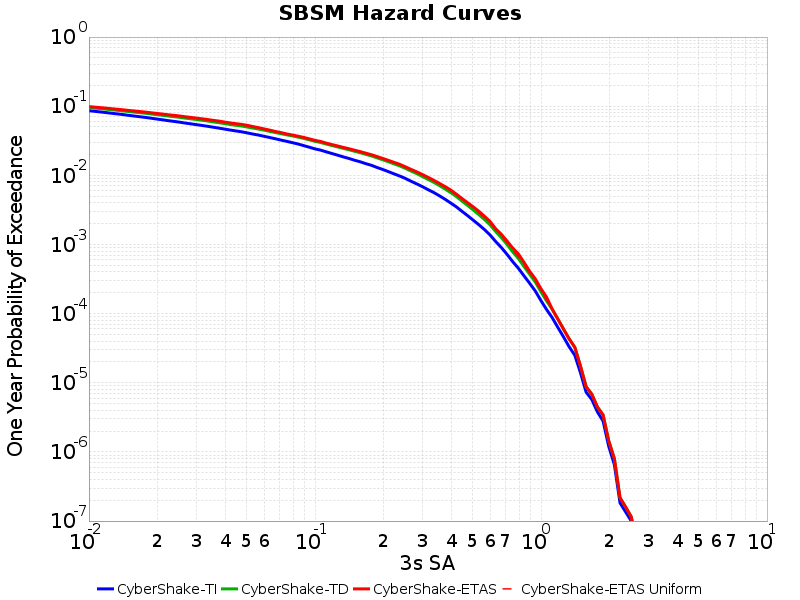 SBSM Hazard Curves
One Year Probability of Exceedance
10^0
10^-1
10^-2
10^-3
10^-4
10^-5
10^-6
10^-7
10^-2 2 3 4 5 6 10^-1 2 3 4 5 6 7 10^0 2 3 4 5 6 7 10^1
3s SA
CyberShake-TI CyberShake-TD CyberShake-ETAS CyberShake-ETAS Uniform